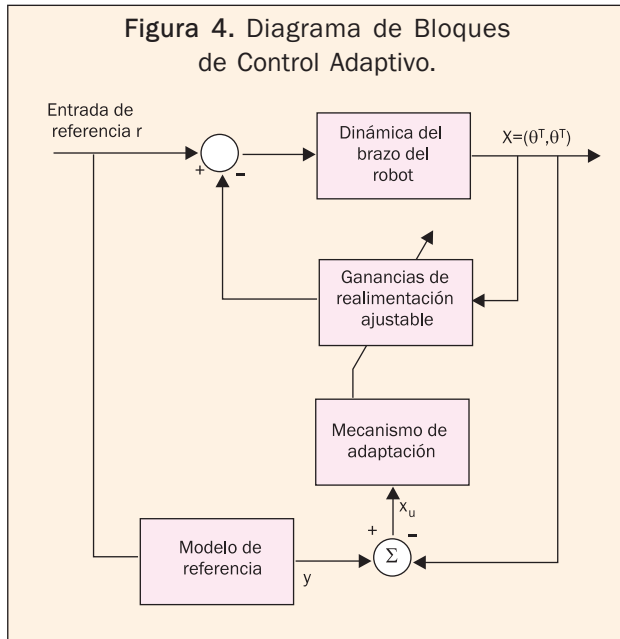 Figura 4. Diagrama de Bloques
de Control Adaptivo.
Entrada de
referencia r
+
−
Dinámica del
brazo del
robot
X=(θᵀ,θᵀ)
Ganancias de
realimentación
ajustable
Mecanismo de
adaptación
xᵤ
+
−
Modelo de
referencia
y
Σ